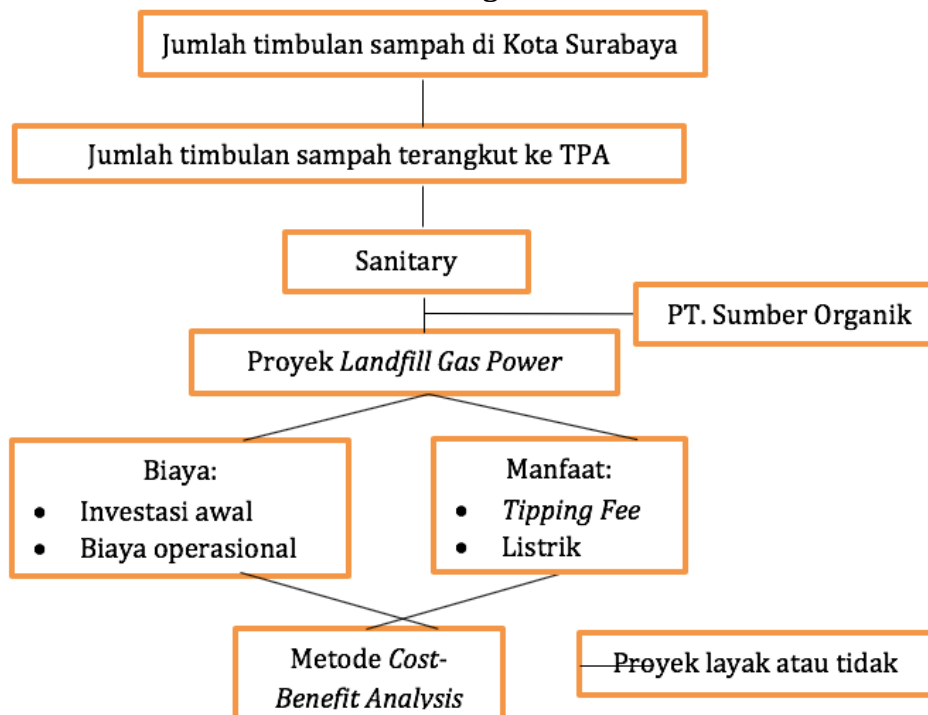 Jumlah timbulan sampah di Kota Surabaya
Jumlah timbulan sampah terangkut ke TPA
Sanitary
PT. Sumber Organik
Proyek Landfill Gas Power
Biaya:
• Investasi awal
• Biaya operasional
Manfaat:
• Tipping Fee
• Listrik
Metode Cost-
Benefit Analysis
Proyek layak atau tidak